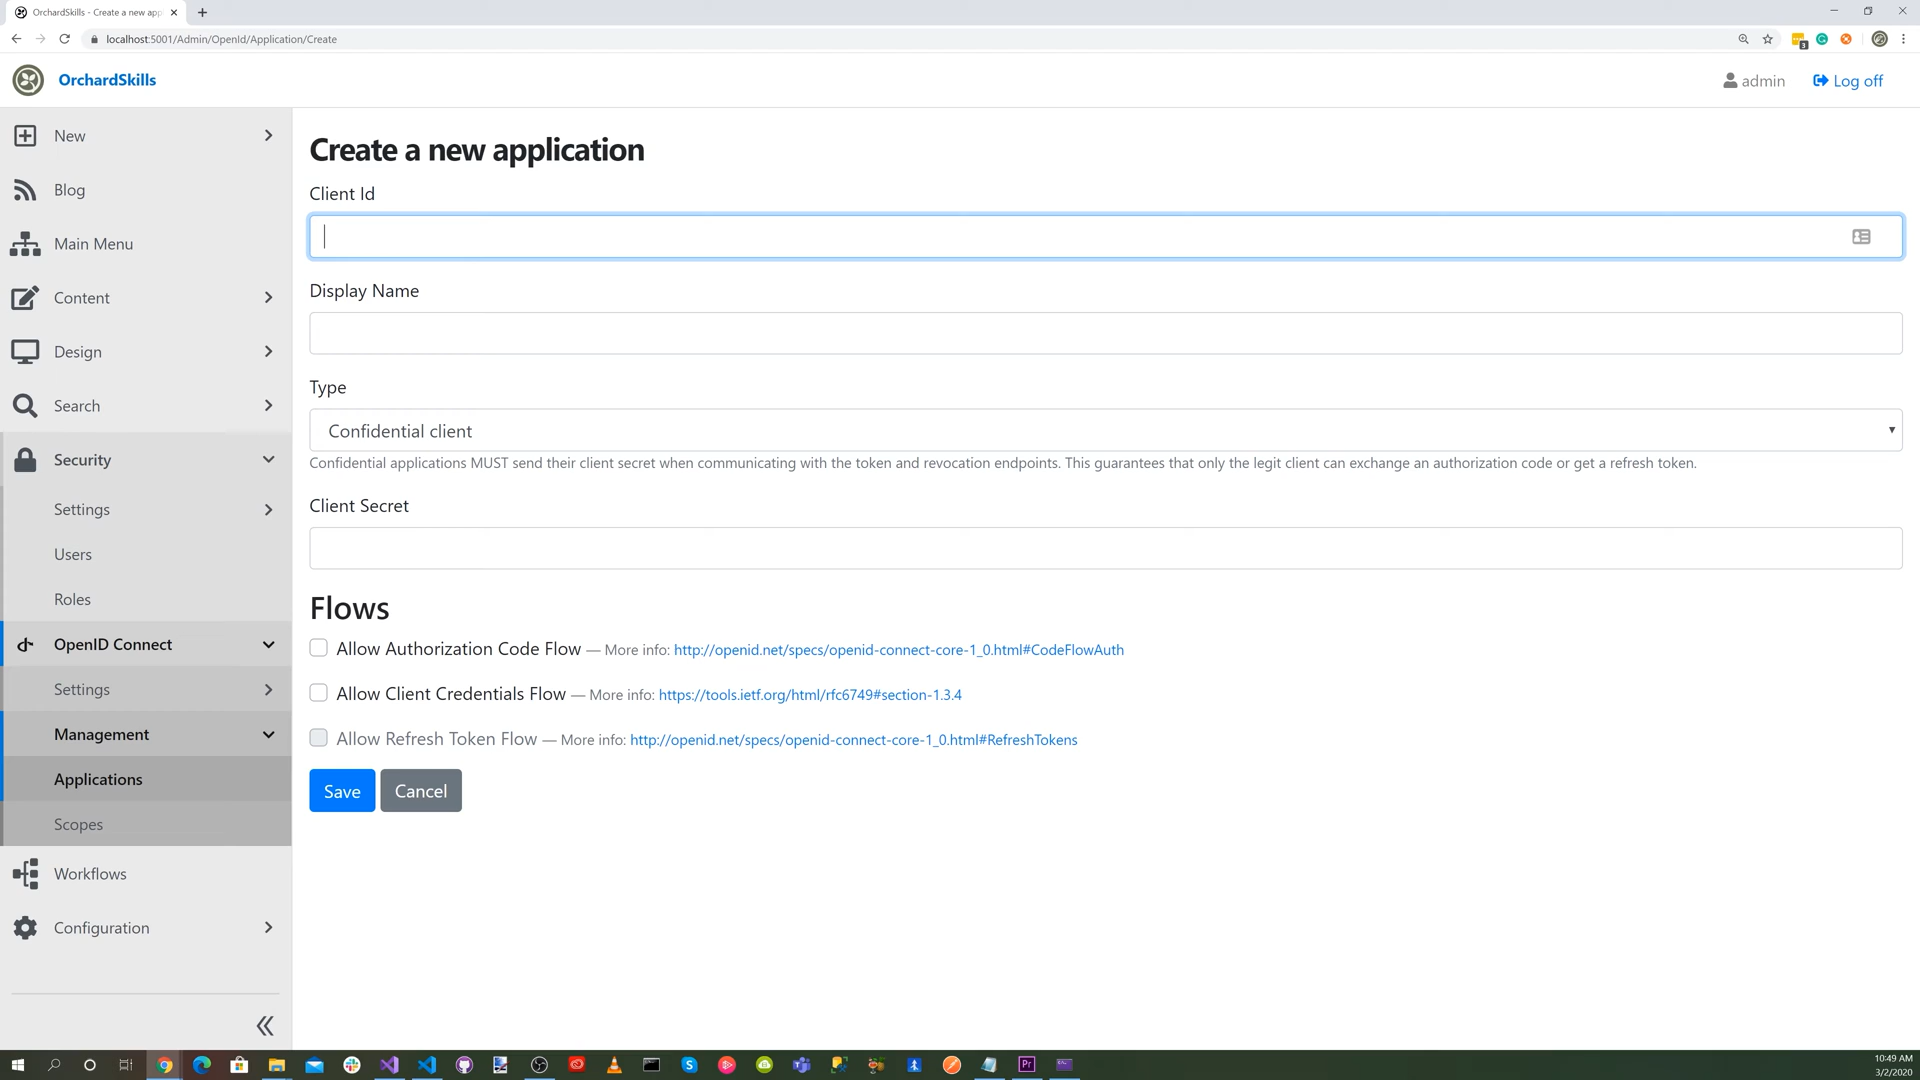 OrchardSkills - Create a new app
localhost:5001/Admin/OpenId/Application/Create
3
OrchardSkills
admin
Log off
New
Blog
Main Menu
Content
Design
Search
Security
Settings
Users
Roles
OpenID Connect
Settings
Management
Applications
Scopes
Workflows
Configuration
Create a new application
Client Id
Display Name
Type
Confidential client
Confidential applications MUST send their client secret when communicating with the token and revocation endpoints. This guarantees that only the legit client can exchange an authorization code or get a refresh token.
Client Secret
Flows
Allow Authorization Code Flow — More info: http://openid.net/specs/openid-connect-core-1_0.html#CodeFlowAuth
Allow Client Credentials Flow — More info: https://tools.ietf.org/html/rfc6749#section-1.3.4
Allow Refresh Token Flow — More info: http://openid.net/specs/openid-connect-core-1_0.html#RefreshTokens
Save Cancel
Pr
10:49 AM
3/2/2020